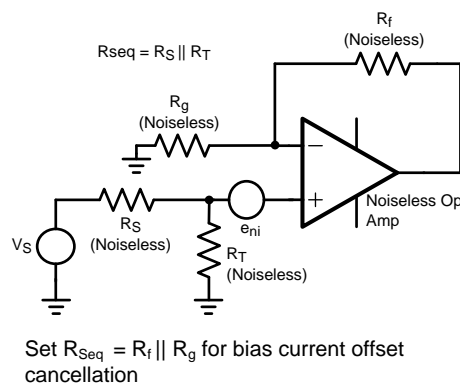 Rseq = RS || RT
Rf
(Noiseless)
Rg
(Noiseless)
−
+
Noiseless Op
Amp
eni
RS
(Noiseless)
RT
(Noiseless)
VS
Set RSeq = Rf || Rg for bias current offset
cancellation